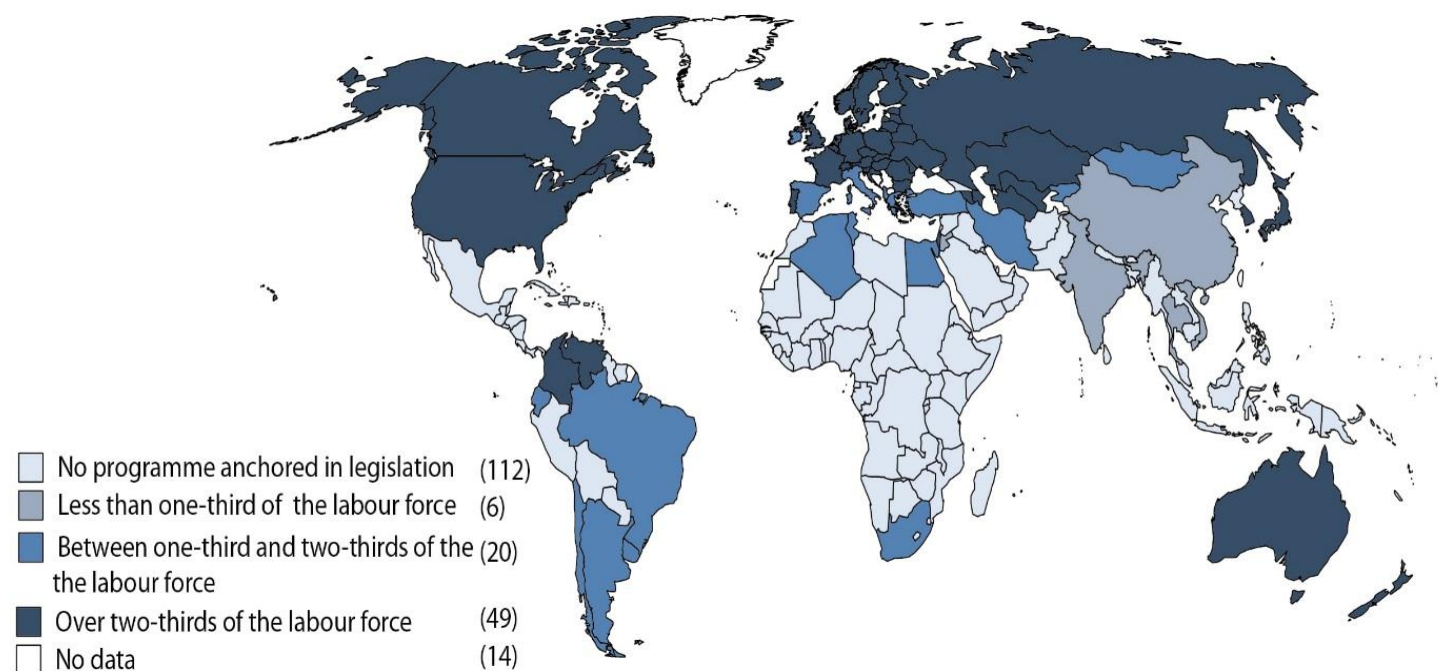 No programme anchored in legislation (112)
Less than one-third of the labour force (6)
Between one-third and two-thirds of the (20)
the labour force
Over two-thirds of the labour force (49)
No data (14)